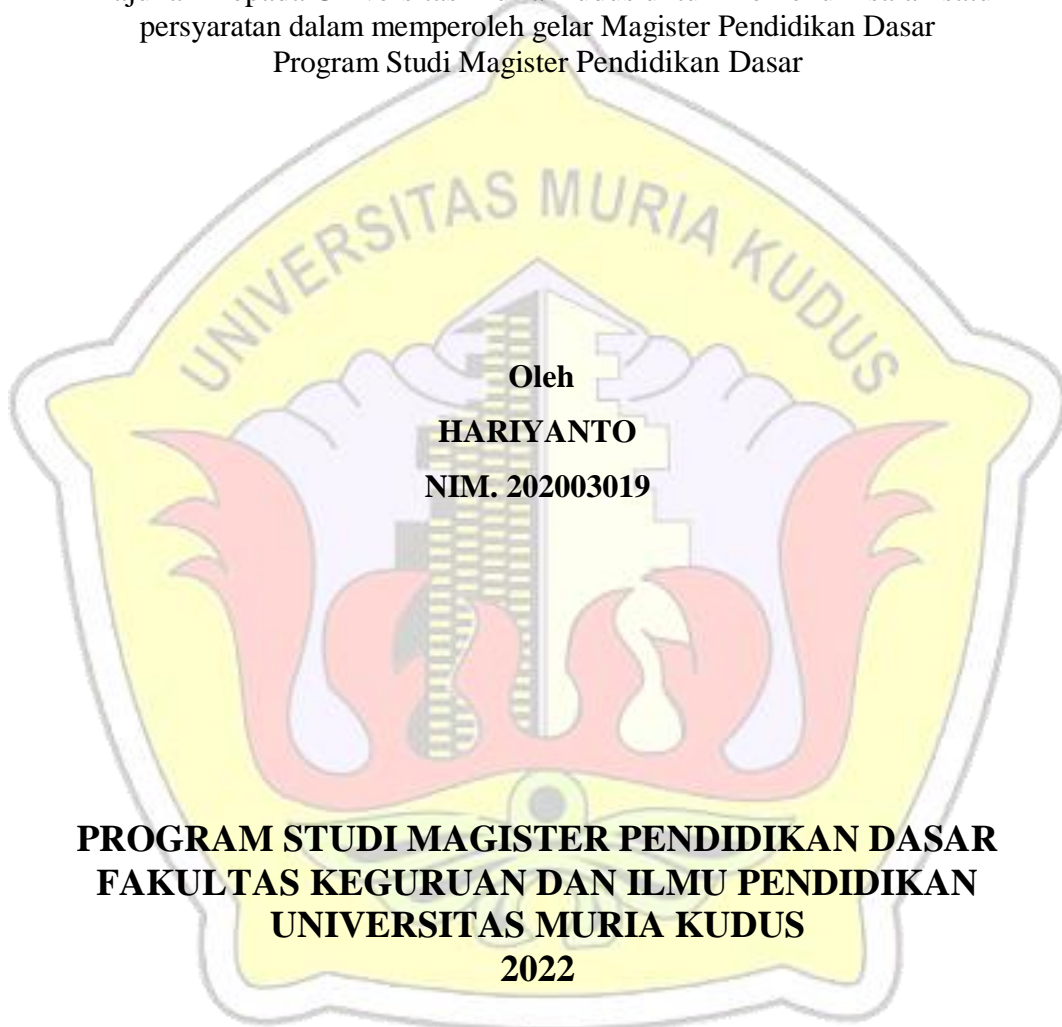 persyaratan dalam memperoleh gelar Magister Pendidikan Dasar
Program Studi Magister Pendidikan Dasar
UNIVERSITAS MURIA KUDUS
Oleh
HARIYANTO
NIM. 202003019
PROGRAM STUDI MAGISTER PENDIDIKAN DASAR
FAKULTAS KEGURUAN DAN ILMU PENDIDIKAN
UNIVERSITAS MURIA KUDUS
2022